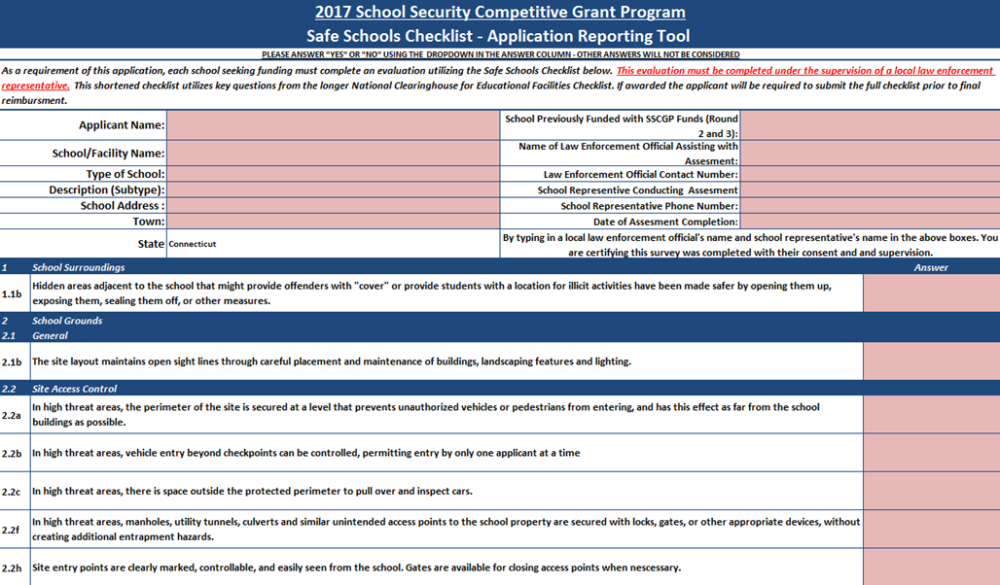 2017 School Security Competitive Grant Program
Safe Schools Checklist - Application Reporting Tool
PLEASE ANSWER "YES" OR "NO" USING THE DROPDOWN IN THE ANSWER COLUMN - OTHER ANSWERS WILL NOT BE CONSIDERED
As a requirement of this application, each school seeking funding must complete an evaluation utilizing the Safe Schools Checklist below. This evaluation must be completed under the supervision of a local law enforcement
representative. This shortened checklist utilizes key questions from the longer National Clearinghouse for Educational Facilities Checklist. If awarded the applicant will be required to submit the full checklist prior to final
reimbursment.
Applicant Name:
School Previously Funded with SSCGP Funds (Round
2 and 3):
School/Facility Name:
Name of Law Enforcement Official Assisting with
Assesment:
Type of School:
Law Enforcement Official Contact Number:
Description (Subtype):
School Representive Conducting Assesment
School Address :
School Representative Phone Number:
Town:
Date of Assesment Completion:
State Connecticut
By typing in a local law enforcement official's name and school representative's name in the above boxes. You
are certifying this survey was completed with their consent and and supervision.
1 School Surroundings Answer
1.1b Hidden areas adjacent to the school that might provide offenders with "cover" or provide students with a location for illicit activities have been made safer by opening them up,
exposing them, sealing them off, or other measures.
2 School Grounds
2.1 General
2.1b The site layout maintains open sight lines through careful placement and maintenance of buildings, landscaping features and lighting.
2.2 Site Access Control
2.2a In high threat areas, the perimeter of the site is secured at a level that prevents unauthorized vehicles or pedestrians from entering, and has this effect as far from the school
buildings as possible.
2.2b In high threat areas, vehicle entry beyond checkpoints can be controlled, permitting entry by only one applicant at a time
2.2c In high threat areas, there is space outside the protected perimeter to pull over and inspect cars.
2.2f In high threat areas, manholes, utility tunnels, culverts and similar unintended access points to the school property are secured with locks, gates, or other appropriate devices, without
creating additional entrapment hazards.
2.2h Site entry points are clearly marked, controllable, and easily seen from the school. Gates are available for closing access points when nescessary.